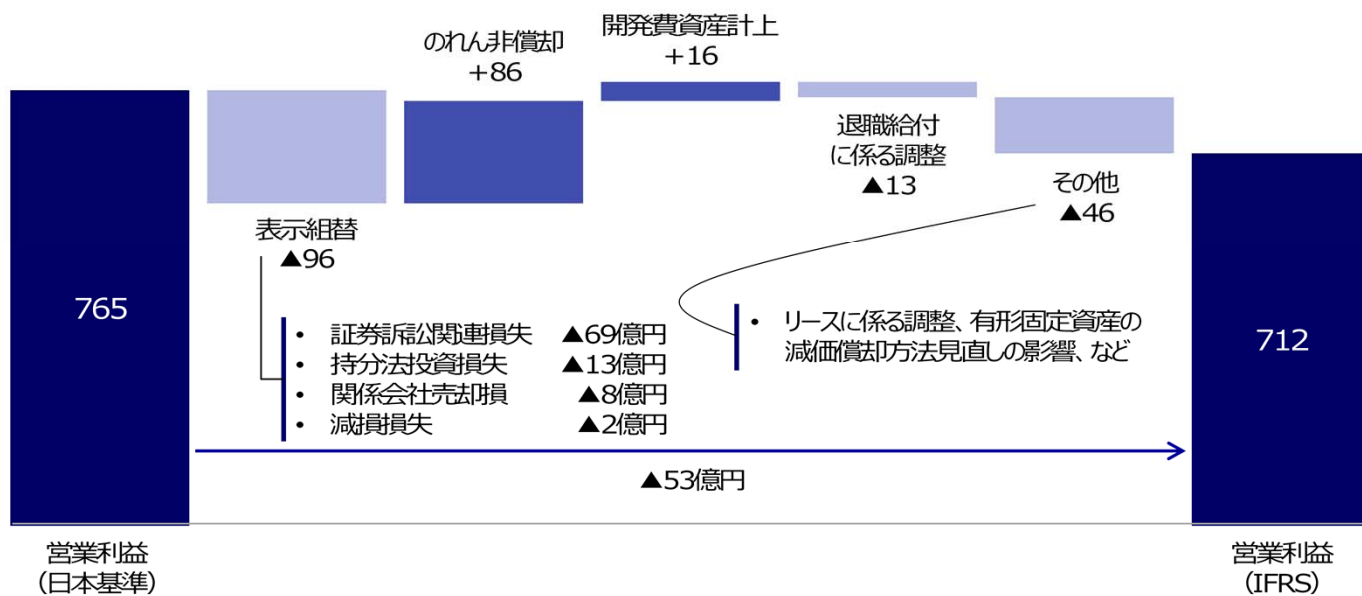 開発費資産計上
+16
のれん非償却
+86
退職給付
に係る調整
▲13
その他
▲46
表示組替
▲96
765
• 証券訴訟関連損失 ▲69億円
• 持分法投資損失 ▲13億円
• 関係会社売却損 ▲8億円
• 減損損失 ▲2億円
• リースに係る調整、有形固定資産の
減価償却方法見直しの影響、など
712
▲53億円
営業利益
(日本基準)
営業利益
(IFRS)